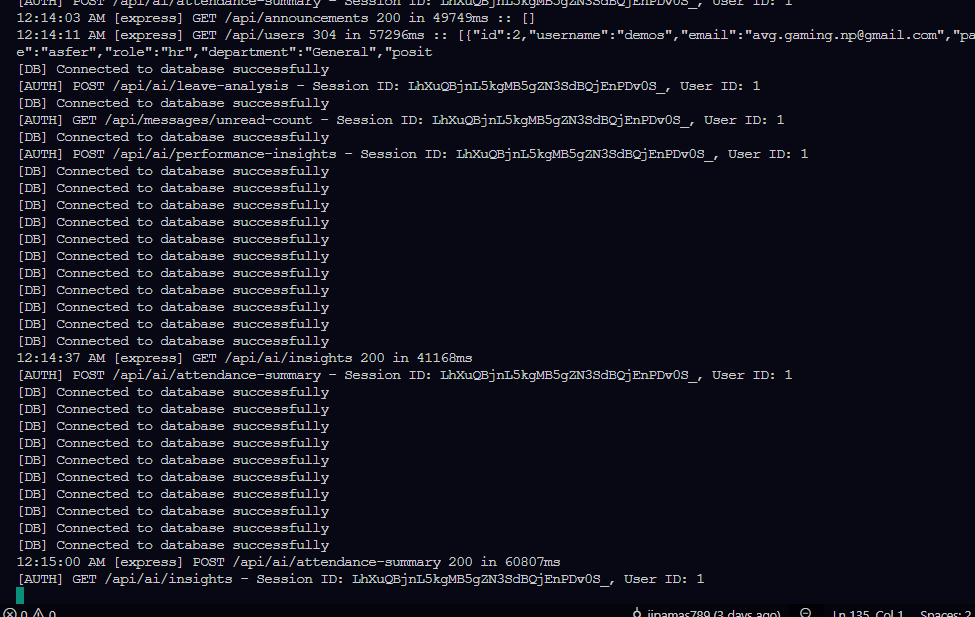 [AUTH] POST /api/ai/attendance-summary - Session ID: LhXuQBjnL5kgMB5gZN3SdBQjEnPDv0S_, User ID: 1
12:14:03 AM [express] GET /api/announcements 200 in 49749ms :: []
12:14:11 AM [express] GET /api/users 304 in 57296ms :: [{"id":2,"username":"demos","email":"avg.gaming.np@gmail.com","pa
e":"asfer","role":"hr","department":"General","posit
[DB] Connected to database successfully
[AUTH] POST /api/ai/leave-analysis - Session ID: LhXuQBjnL5kgMB5gZN3SdBQjEnPDv0S_, User ID: 1
[DB] Connected to database successfully
[AUTH] GET /api/messages/unread-count - Session ID: LhXuQBjnL5kgMB5gZN3SdBQjEnPDv0S_, User ID: 1
[DB] Connected to database successfully
[AUTH] POST /api/ai/performance-insights - Session ID: LhXuQBjnL5kgMB5gZN3SdBQjEnPDv0S_, User ID: 1
[DB] Connected to database successfully
[DB] Connected to database successfully
[DB] Connected to database successfully
[DB] Connected to database successfully
[DB] Connected to database successfully
[DB] Connected to database successfully
[DB] Connected to database successfully
[DB] Connected to database successfully
[DB] Connected to database successfully
[DB] Connected to database successfully
[DB] Connected to database successfully
12:14:37 AM [express] GET /api/ai/insights 200 in 41168ms
[AUTH] POST /api/ai/attendance-summary - Session ID: LhXuQBjnL5kgMB5gZN3SdBQjEnPDv0S_, User ID: 1
[DB] Connected to database successfully
[DB] Connected to database successfully
[DB] Connected to database successfully
[DB] Connected to database successfully
[DB] Connected to database successfully
[DB] Connected to database successfully
[DB] Connected to database successfully
[DB] Connected to database successfully
[DB] Connected to database successfully
[DB] Connected to database successfully
12:15:00 AM [express] POST /api/ai/attendance-summary 200 in 60807ms
[AUTH] GET /api/ai/insights - Session ID: LhXuQBjnL5kgMB5gZN3SdBQjEnPDv0S_, User ID: 1
0 0 jinamas789 (3 days ago) Ln 135, Col 1 Spaces: 2